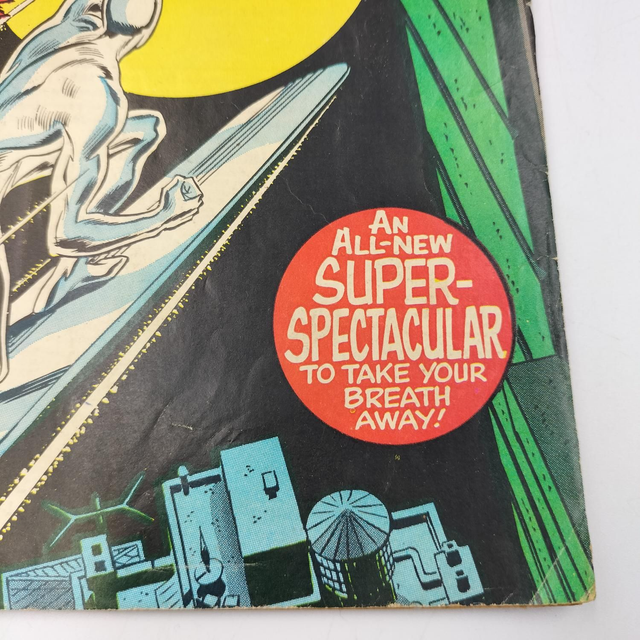 AN
ALL-NEW
SUPER-
SPECTACULAR
TO TAKE YOUR
BREATH
AWAY!